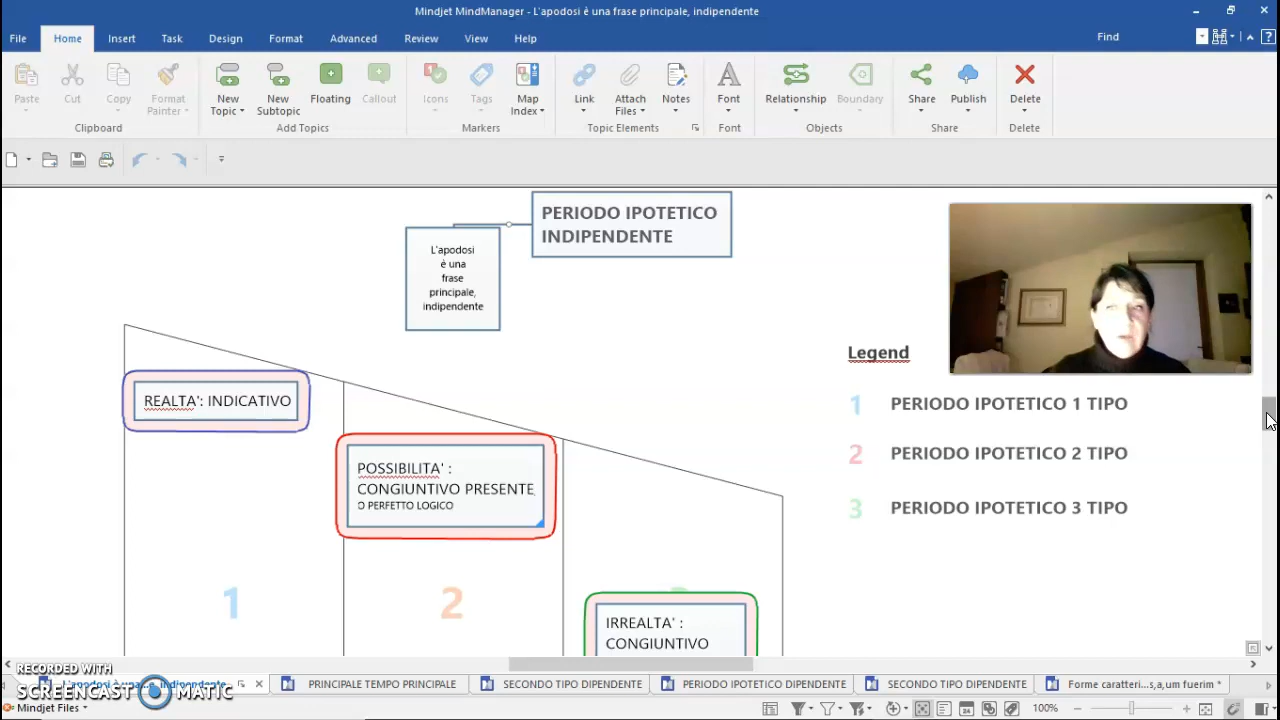 Mindjet MindManager - L'apodosi è una frase principale, indipendente
File Home Insert Task Design Format Advanced Review View Help Find
Paste Cut Copy Format Painter New Topic New Subtopic Floating Callout Icons Tags Map Index Link Attach Files Notes Font Relationship Boundary Share Publish Delete
Clipboard Add Topics Markers Topic Elements Font Objects Share Delete
PERIODO IPOTETICO
INDIPENDENTE
L'apodosi
è una
frase
principale,
indipendente
Legend
1 PERIODO IPOTETICO 1 TIPO
2 PERIODO IPOTETICO 2 TIPO
3 PERIODO IPOTETICO 3 TIPO
REALTA': INDICATIVO
POSSIBILITA' :
CONGIUNTIVO PRESENTE
O PERFETTO LOGICO
1
2
IRREALTA' :
CONGIUNTIVO
RECORDED WITH
SCREENCAST MATIC
PRINCIPALE TEMPO PRINCIPALE
SECONDO TIPO DIPENDENTE
PERIODO IPOTETICO DIPENDENTE
SECONDO TIPO DIPENDENTE
Forme caratteri...s,a,um fuerim *
Mindjet Files
100%